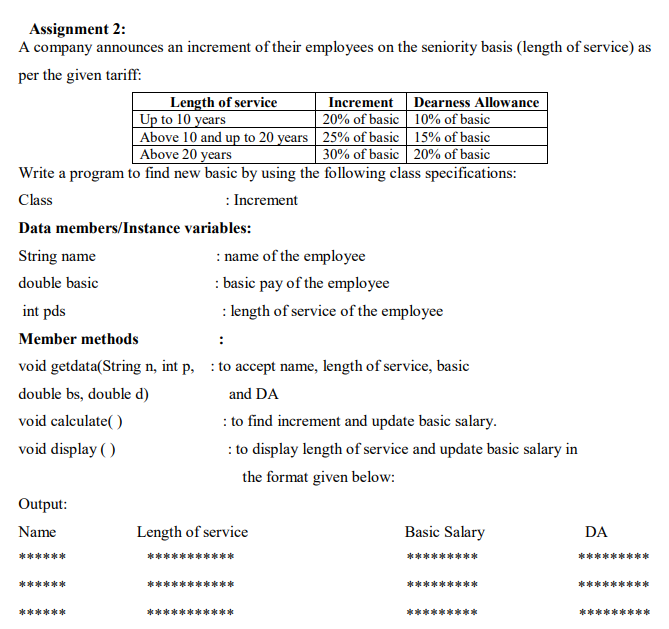 Assignment 2:
A company announces an increment of their employees on the seniority basis (length of service) as
per the given tariff:
Length of service Increment Dearness Allowance
Up to 10 years 20% of basic 10% of basic
Above 10 and up to 20 years 25% of basic 15% of basic
Above 20 years 30% of basic 20% of basic
Write a program to find new basic by using the following class specifications:
Class : Increment
Data members/Instance variables:
String name : name of the employee
double basic : basic pay of the employee
int pds : length of service of the employee
Member methods :
void getdata(String n, int p, : to accept name, length of service, basic
double bs, double d) and DA
void calculate( ) : to find increment and update basic salary.
void display ( ) : to display length of service and update basic salary in
the format given below:
Output:
Name Length of service Basic Salary DA
****** *********** ********* *********
****** *********** ********* *********
****** *********** ********* *********